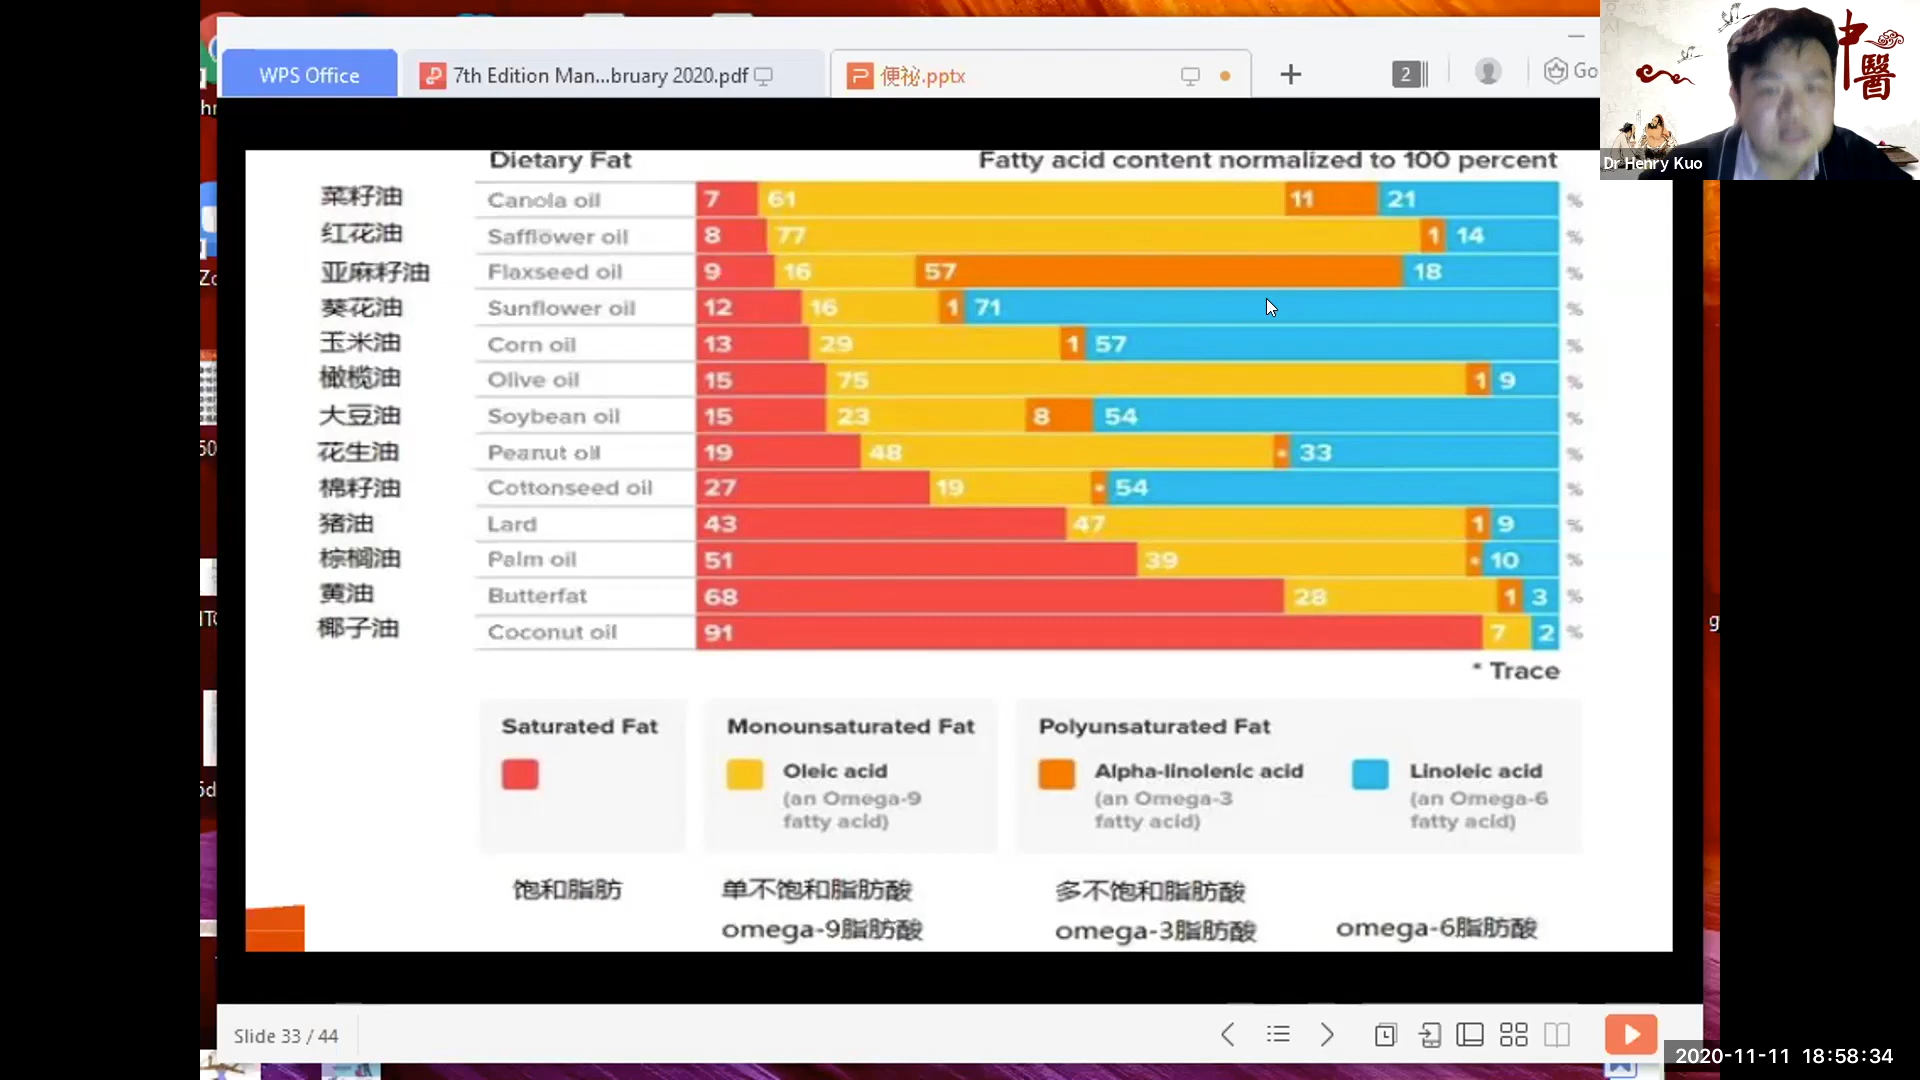 WPS Office
7th Edition Man...bruary 2020.pdf
便祕.pptx
+
2
Go
中醫
Dr Henry Kuo
Dietary Fat Fatty acid content normalized to 100 percent
菜籽油 Canola oil 7 61 11 21 %
红花油 Safflower oil 8 77 1 14 %
亚麻籽油 Flaxseed oil 9 16 57 18 %
葵花油 Sunflower oil 12 16 1 71 %
玉米油 Corn oil 13 29 1 57 %
橄榄油 Olive oil 15 75 1 9 %
大豆油 Soybean oil 15 23 8 54 %
花生油 Peanut oil 19 48 * 33 %
棉籽油 Cottonseed oil 27 19 * 54 %
猪油 Lard 43 47 1 9 %
棕榈油 Palm oil 51 39 * 10 %
黄油 Butterfat 68 28 1 3 %
椰子油 Coconut oil 91 7 2 %
* Trace
Saturated Fat Monounsaturated Fat Polyunsaturated Fat
Oleic acid Alpha-linolenic acid Linoleic acid
(an Omega-9 (an Omega-3 (an Omega-6
fatty acid) fatty acid) fatty acid)
饱和脂肪 单不饱和脂肪酸 多不饱和脂肪酸
omega-9脂肪酸 omega-3脂肪酸 omega-6脂肪酸
Slide 33 / 44
2020-11-11 18:58:34